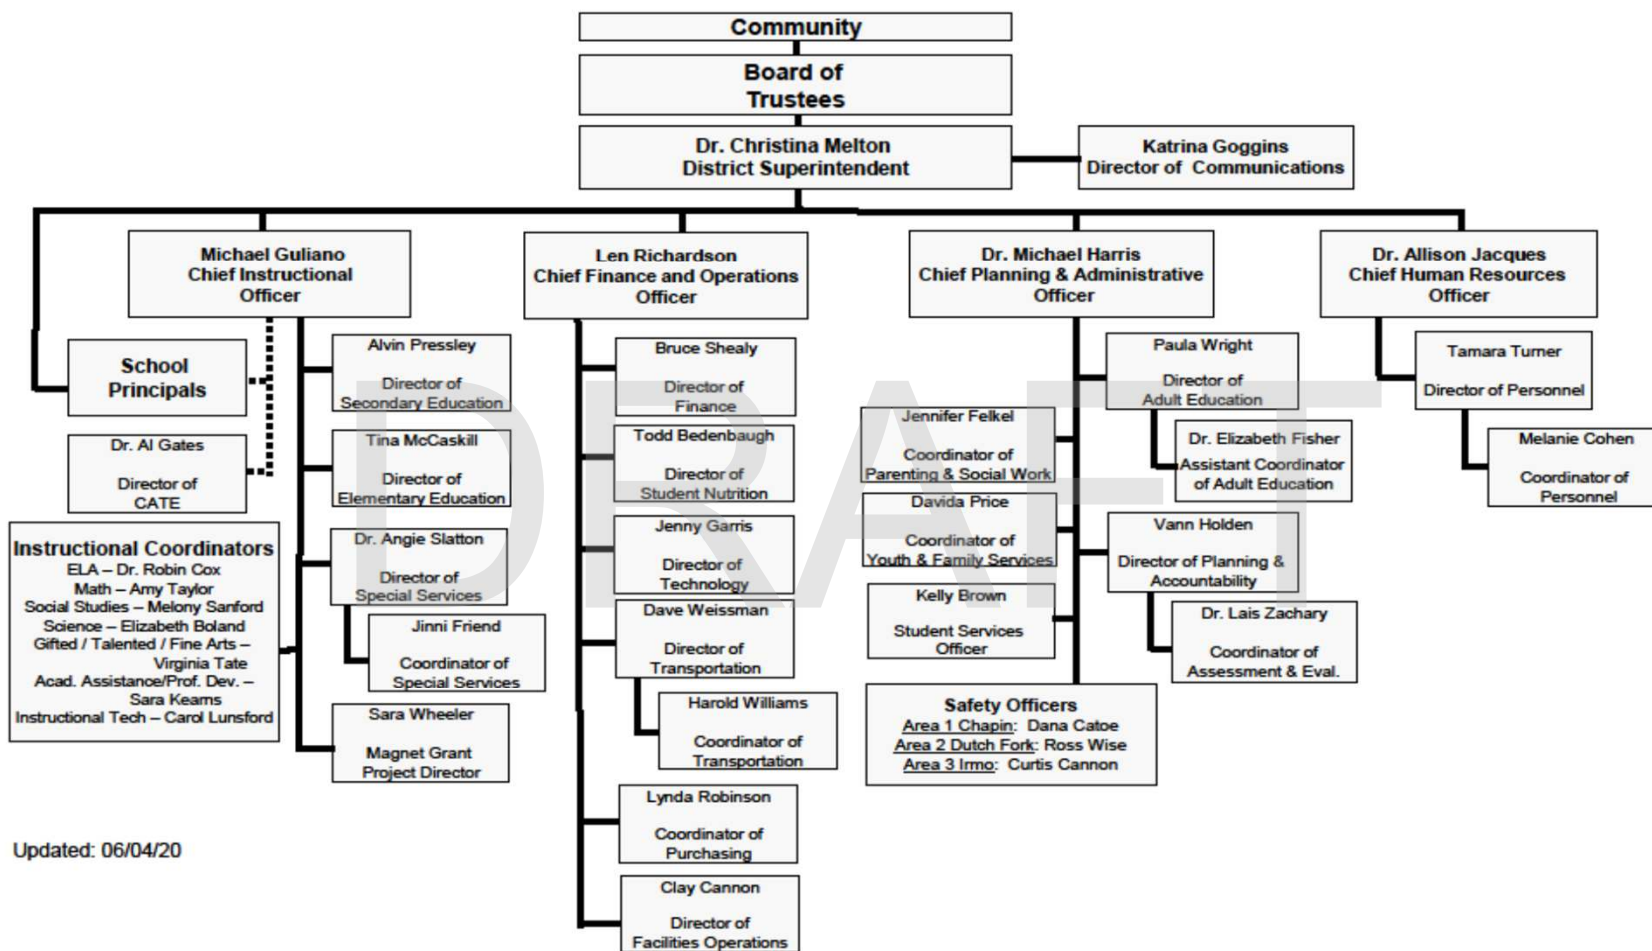 Community
Board of
Trustees
Dr. Christina Melton
District Superintendent
Katrina Goggins
Director of Communications
Michael Guliano
Chief Instructional
Officer
Len Richardson
Chief Finance and Operations
Officer
Dr. Michael Harris
Chief Planning & Administrative
Officer
Dr. Allison Jacques
Chief Human Resources
Officer
School
Principals
Dr. Al Gates
Director of
CATE
Instructional Coordinators
ELA – Dr. Robin Cox
Math – Amy Taylor
Social Studies – Melony Sanford
Science – Elizabeth Boland
Gifted / Talented / Fine Arts –
Virginia Tate
Acad. Assistance/Prof. Dev. –
Sara Kearns
Instructional Tech – Carol Lunsford
Alvin Pressley
Director of
Secondary Education
Tina McCaskill
Director of
Elementary Education
Dr. Angie Slatton
Director of
Special Services
Jinni Friend
Coordinator of
Special Services
Sara Wheeler
Magnet Grant
Project Director
Bruce Shealy
Director of
Finance
Todd Bedenbaugh
Director of
Student Nutrition
Jenny Garris
Director of
Technology
Dave Weissman
Director of
Transportation
Harold Williams
Coordinator of
Transportation
Lynda Robinson
Coordinator of
Purchasing
Clay Cannon
Director of
Facilities Operations
Jennifer Felkel
Coordinator of
Parenting & Social Work
Davida Price
Coordinator of
Youth & Family Services
Kelly Brown
Student Services
Officer
Paula Wright
Director of
Adult Education
Dr. Elizabeth Fisher
Assistant Coordinator
of Adult Education
Vann Holden
Director of Planning &
Accountability
Dr. Lais Zachary
Coordinator of
Assessment & Eval.
Safety Officers
Area 1 Chapin: Dana Catoe
Area 2 Dutch Fork: Ross Wise
Area 3 Irmo: Curtis Cannon
Tamara Turner
Director of Personnel
Melanie Cohen
Coordinator of
Personnel
DRAFT
Updated: 06/04/20